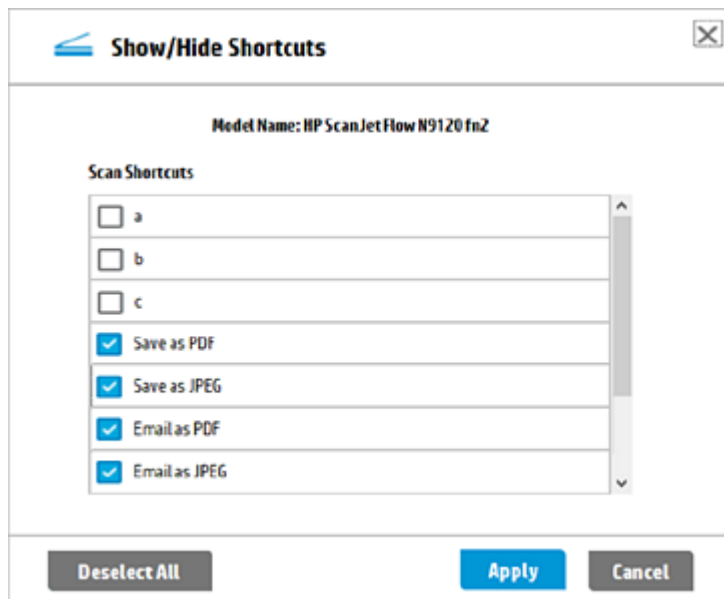 Show/Hide Shortcuts
Model Name: HP ScanJet Flow N9120 fn2
Scan Shortcuts
a
b
c
Save as PDF
Save as JPEG
Email as PDF
Email as JPEG
Deselect All Apply Cancel